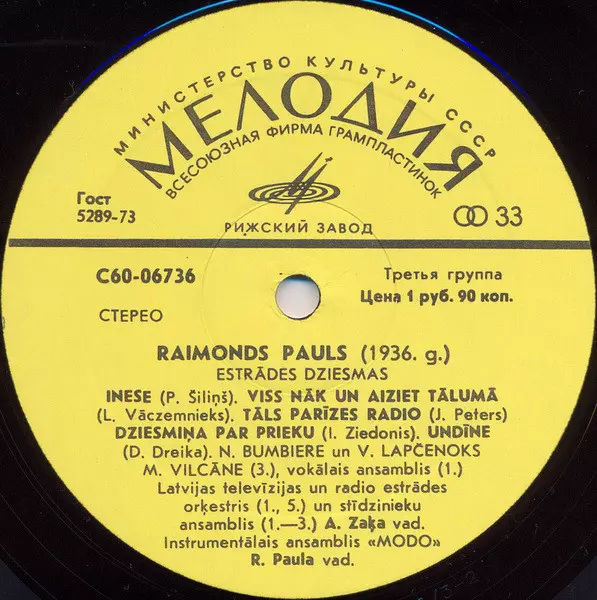 МИНИСТЕРСТВО КУЛЬТУРЫ СССР
МЕЛОДИЯ
ВСЕСОЮЗНАЯ ФИРМА ГРАМПЛАСТИНОК
Гост
5289-73
РИЖСКИЙ ЗАВОД
33
С60-06736
Третья группа
Цена 1 руб. 90 коп.
СТЕРЕО
RAIMONDS PAULS (1936. g.)
ESTRĀDES DZIESMAS
INESE (P. Šiliņš). VISS NĀK UN AIZIET TĀLUMĀ
(L. Vāczemnieks). TĀLS PARĪZES RADIO (J. Peters)
DZIESMIŅA PAR PRIEKU (I. Ziedonis). UNDĪNE
(D. Dreika). N. BUMBIERE un V. LAPČENOKS
M. VILCĀNE (3.), vokālais ansamblis (1.)
Latvijas televīzijas un radio estrādes
orķestris (1., 5.) un stīdzinieku
ansamblis (1.—3.) A. Zaķa vad.
Instrumentālais ansamblis «MODO»
R. Paula vad.